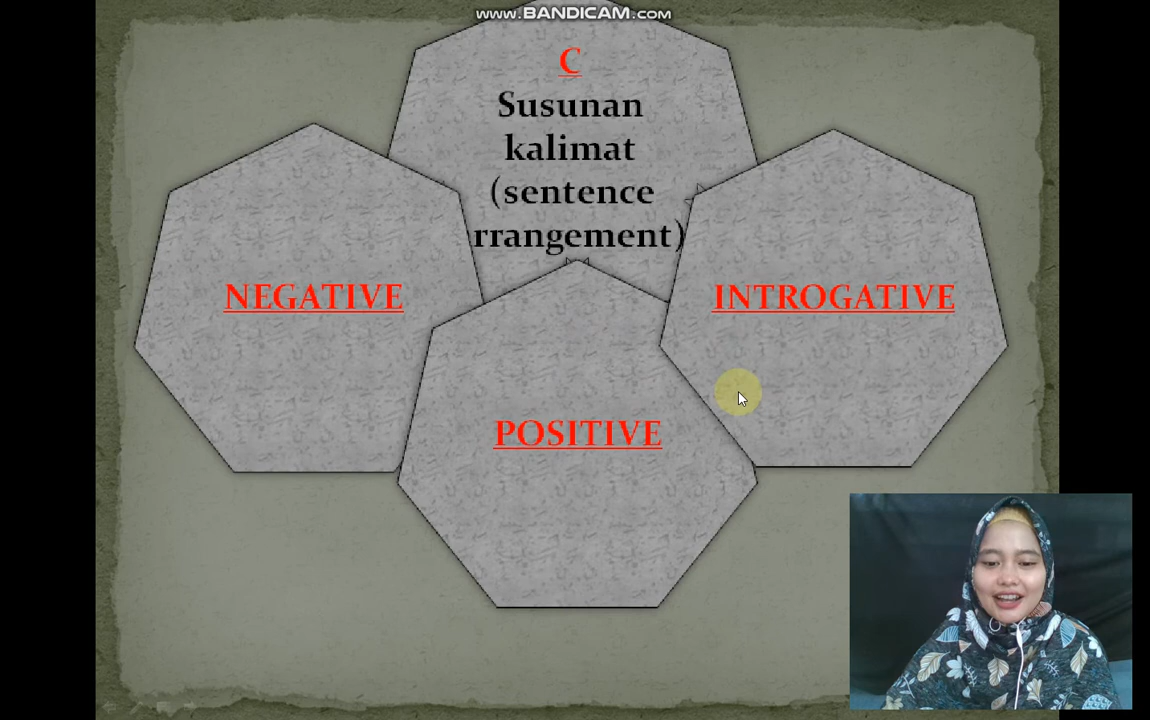 www.BANDICAM.com
C
Susunan
kalimat
(sentence
rrangement)
NEGATIVE
INTROGATIVE
POSITIVE